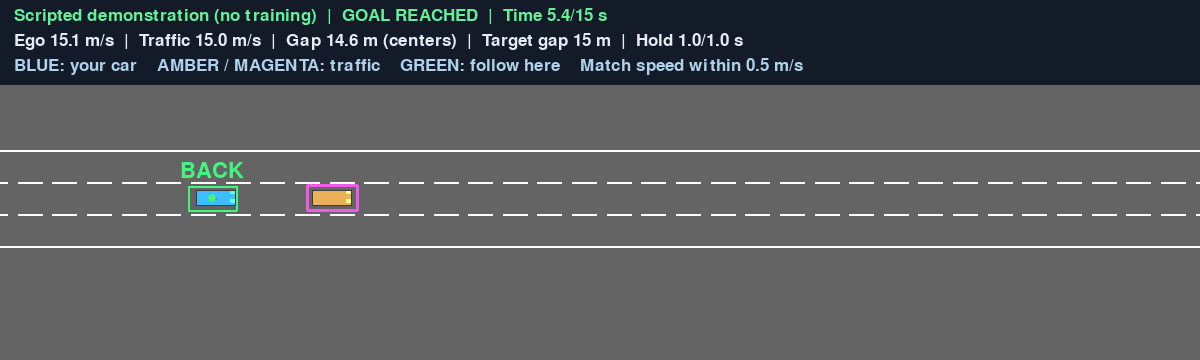 Scripted demonstration (no training) | GOAL REACHED | Time 5.4/15 s
Ego 15.1 m/s | Traffic 15.0 m/s | Gap 14.6 m (centers) | Target gap 15 m | Hold 1.0/1.0 s
BLUE: your car AMBER / MAGENTA: traffic GREEN: follow here Match speed within 0.5 m/s
BACK